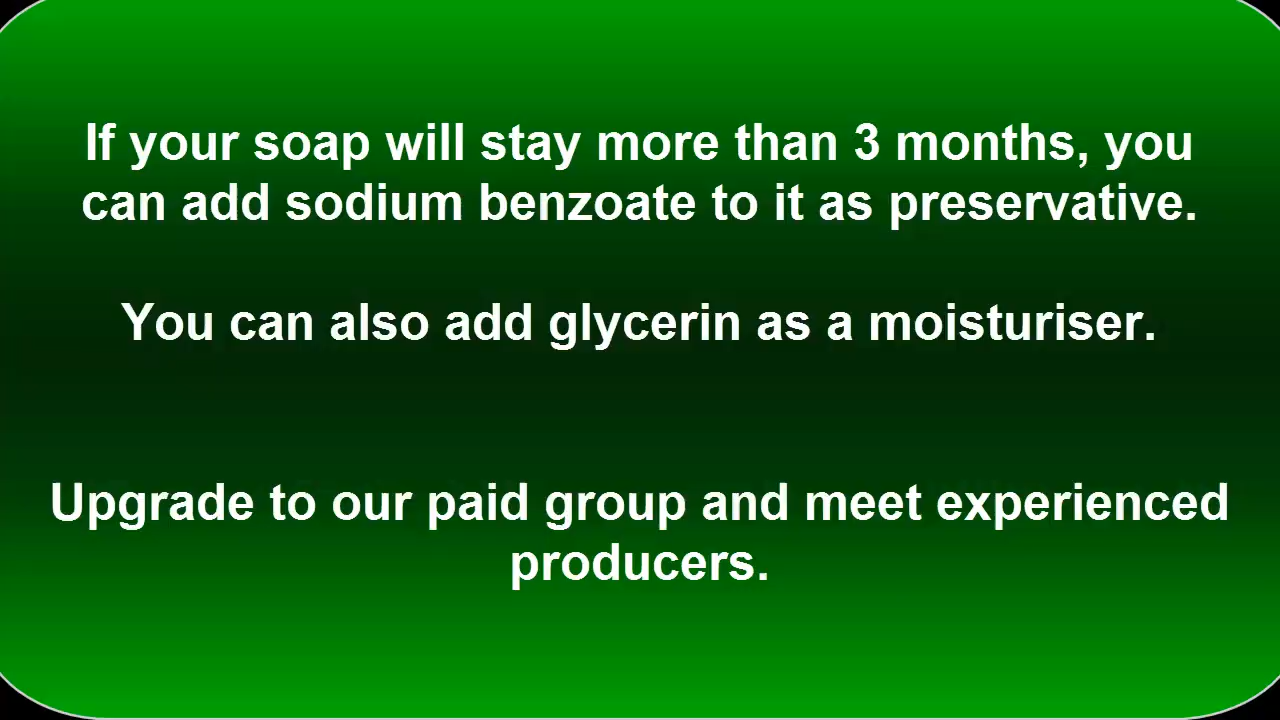 If your soap will stay more than 3 months, you
can add sodium benzoate to it as preservative.
You can also add glycerin as a moisturiser.
Upgrade to our paid group and meet experienced
producers.